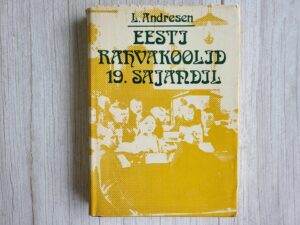 L. Andresen
EESTI
RAHVAKOOLID
19. SAJANDIL